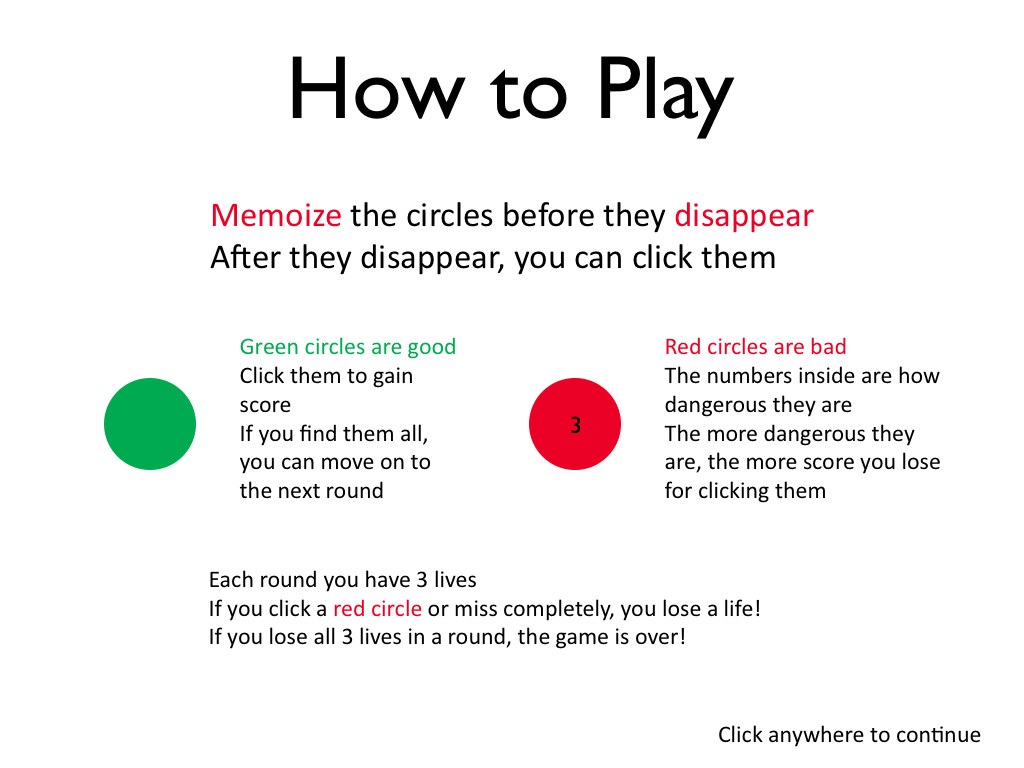 How to Play
Memoize the circles before they disappear
After they disappear, you can click them
Green circles are good
Click them to gain
score
If you find them all,
you can move on to
the next round
3
Red circles are bad
The numbers inside are how
dangerous they are
The more dangerous they
are, the more score you lose
for clicking them
Each round you have 3 lives
If you click a red circle or miss completely, you lose a life!
If you lose all 3 lives in a round, the game is over!
Click anywhere to continue